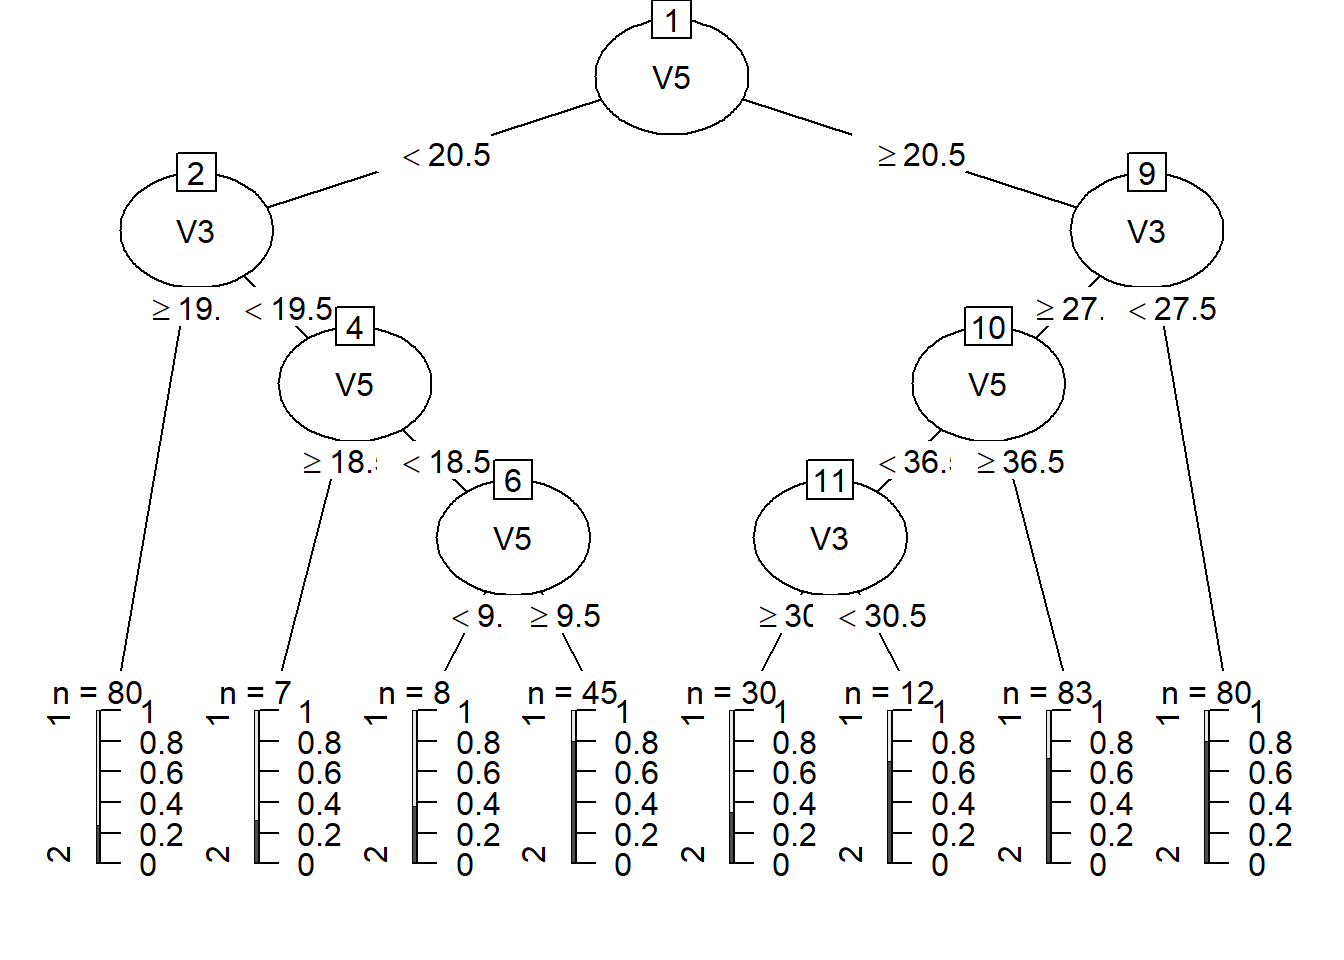 1
V5
< 20.5 ≥ 20.5
2 9
V3 V3
≥ 19. < 19.5 ≥ 27. < 27.5
4 10
V5 V5
≥ 18. < 18.5 < 36. ≥ 36.5
6 11
V5 V3
< 9. ≥ 9.5 ≥ 30 < 30.5
n = 80 n = 7 n = 8 n = 45 n = 30 n = 12 n = 83 n = 80
1 1 1 1 1 1 1 1 1 1 1 1 1 1 1 1
0.8 0.8 0.8 0.8 0.8 0.8 0.8 0.8
0.6 0.6 0.6 0.6 0.6 0.6 0.6 0.6
0.4 0.4 0.4 0.4 0.4 0.4 0.4 0.4
0.2 0.2 0.2 0.2 0.2 0.2 0.2 0.2
2 0 2 0 2 0 2 0 2 0 2 0 2 0 2 0